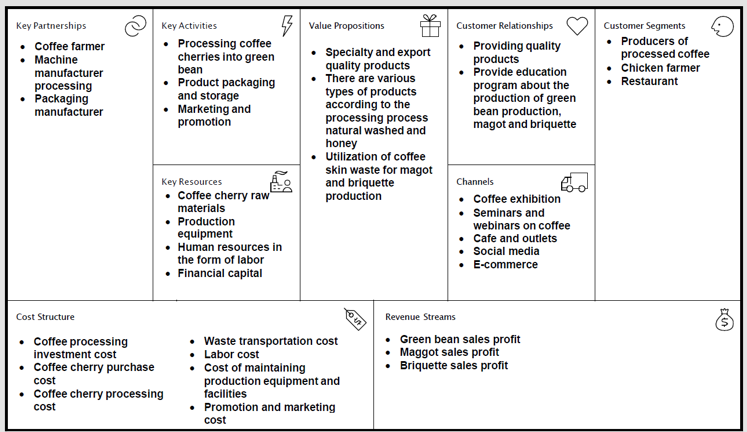 Key Partnerships
• Coffee farmer
• Machine
manufacturer
processing
• Packaging
manufacturer
Key Activities
• Processing coffee
cherries into green
bean
• Product packaging
and storage
• Marketing and
promotion
Key Resources
• Coffee cherry raw
materials
• Production
equipment
• Human resources in
the form of labor
• Financial capital
Value Propositions
• Specialty and export
quality products
• There are various
types of products
according to the
processing process
natural washed and
honey
• Utilization of coffee
skin waste for magot
and briquette
production
Customer Relationships
• Providing quality
products
• Provide education
program about the
production of green
bean production,
magot and briquette
Channels
• Coffee exhibition
• Seminars and
webinars on coffee
• Cafe and outlets
• Social media
• E-commerce
Customer Segments
• Producers of
processed coffee
• Chicken farmer
• Restaurant
Cost Structure
• Coffee processing
investment cost
• Coffee cherry purchase
cost
• Coffee cherry processing
cost
• Waste transportation cost
• Labor cost
• Cost of maintaining
production equipment and
facilities
• Promotion and marketing
cost
Revenue Streams
• Green bean sales profit
• Maggot sales profit
• Briquette sales profit